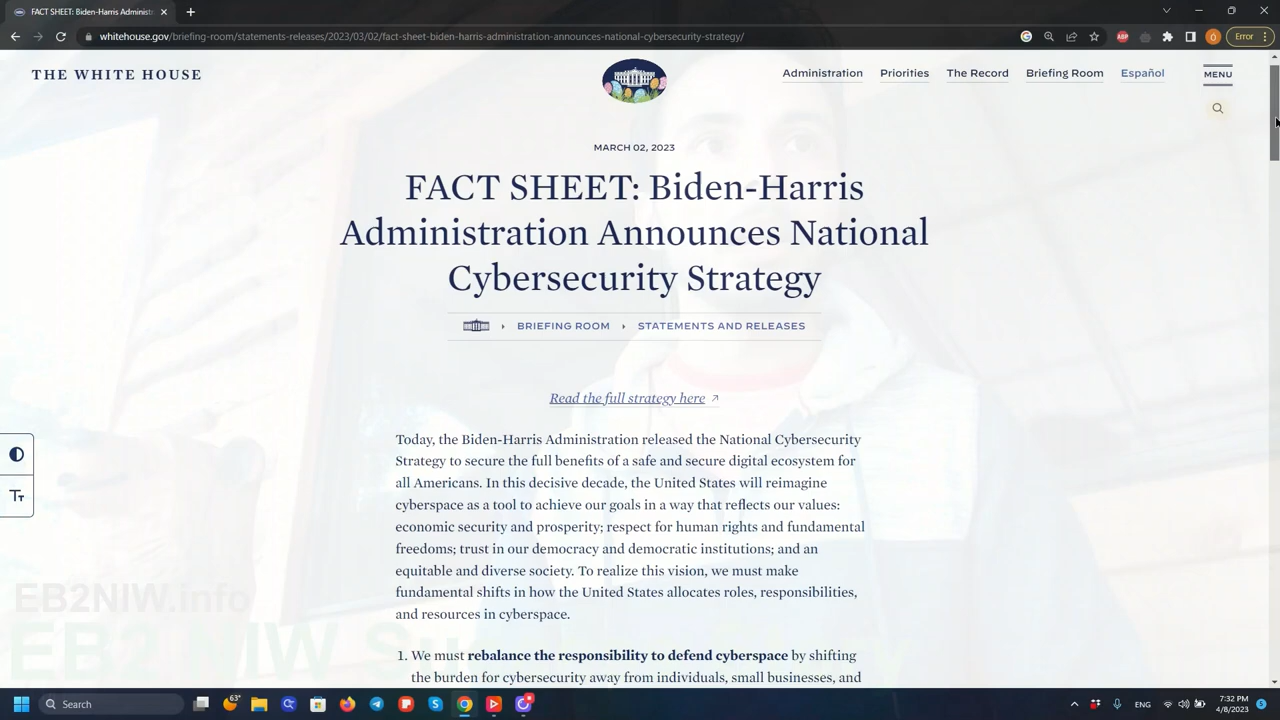 FACT SHEET: Biden-Harris Administr
whitehouse.gov/briefing-room/statements-releases/2023/03/02/fact-sheet-biden-harris-administration-announces-national-cybersecurity-strategy/
ABP
Error
THE WHITE HOUSE
Administration
Priorities
The Record
Briefing Room
Español
MENU
MARCH 02, 2023
FACT SHEET: Biden-Harris
Administration Announces National
Cybersecurity Strategy
BRIEFING ROOM
STATEMENTS AND RELEASES
Read the full strategy here
Today, the Biden-Harris Administration released the National Cybersecurity
Strategy to secure the full benefits of a safe and secure digital ecosystem for
all Americans. In this decisive decade, the United States will reimagine
cyberspace as a tool to achieve our goals in a way that reflects our values:
economic security and prosperity; respect for human rights and fundamental
freedoms; trust in our democracy and democratic institutions; and an
equitable and diverse society. To realize this vision, we must make
fundamental shifts in how the United States allocates roles, responsibilities,
and resources in cyberspace.
1. We must rebalance the responsibility to defend cyberspace by shifting
the burden for cybersecurity away from individuals, small businesses, and
Tт
EB2NIW.info
EB2 NIW
Search
63°
ENG
7:32 PM
4/8/2023